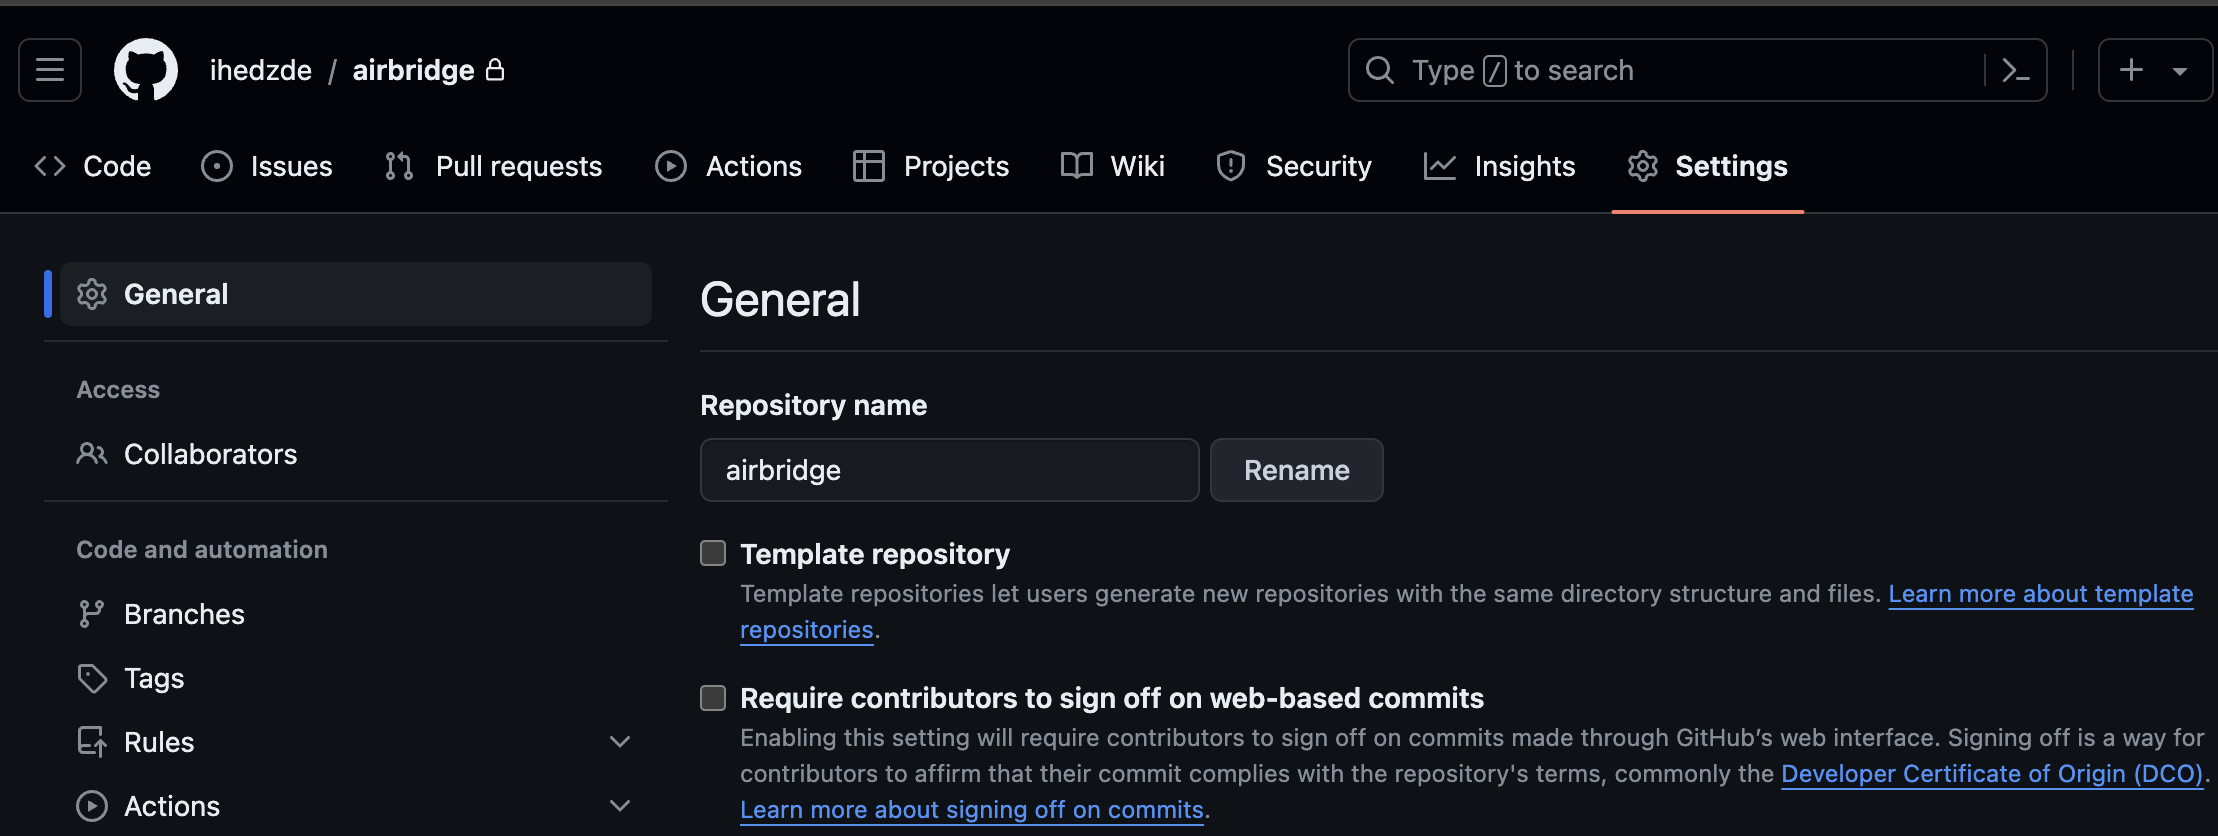 ihedzde / airbridge
Type / to search
Code
Issues
Pull requests
Actions
Projects
Wiki
Security
Insights
Settings
General
Access
Collaborators
Code and automation
Branches
Tags
Rules
Actions
General
Repository name
airbridge
Rename
Template repository
Template repositories let users generate new repositories with the same directory structure and files. Learn more about template
repositories.
Require contributors to sign off on web-based commits
Enabling this setting will require contributors to sign off on commits made through GitHub’s web interface. Signing off is a way for
contributors to affirm that their commit complies with the repository's terms, commonly the Developer Certificate of Origin (DCO).
Learn more about signing off on commits.